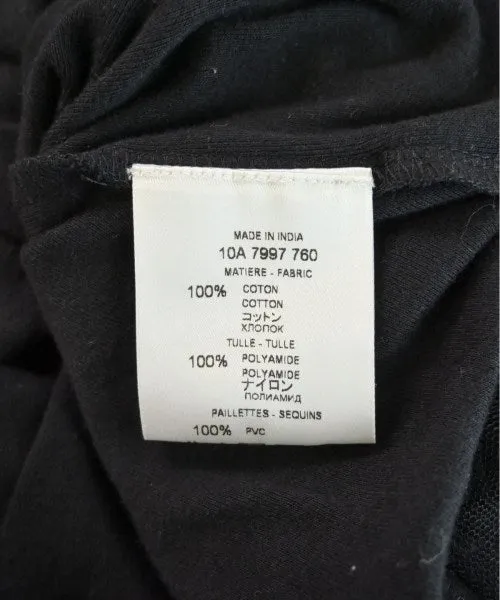 MADE IN INDIA
10A 7997 760
MATIERE - FABRIC
100% COTON
COTTON
コットン
ХЛОПОК
TULLE - TULLE
100% POLYAMIDE
POLYAMIDE
ナイロン
ПОЛИАМИД
PAILLETTES - SEQUINS
100% PVC